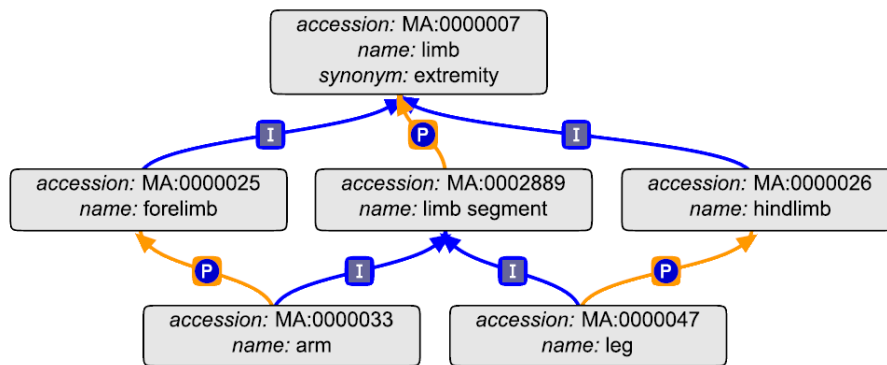 accession: MA:0000007
name: limb
synonym: extremity
I
P
I
accession: MA:0000025
name: forelimb
accession: MA:0002889
name: limb segment
accession: MA:0000026
name: hindlimb
P
I
I
P
accession: MA:0000033
name: arm
accession: MA:0000047
name: leg